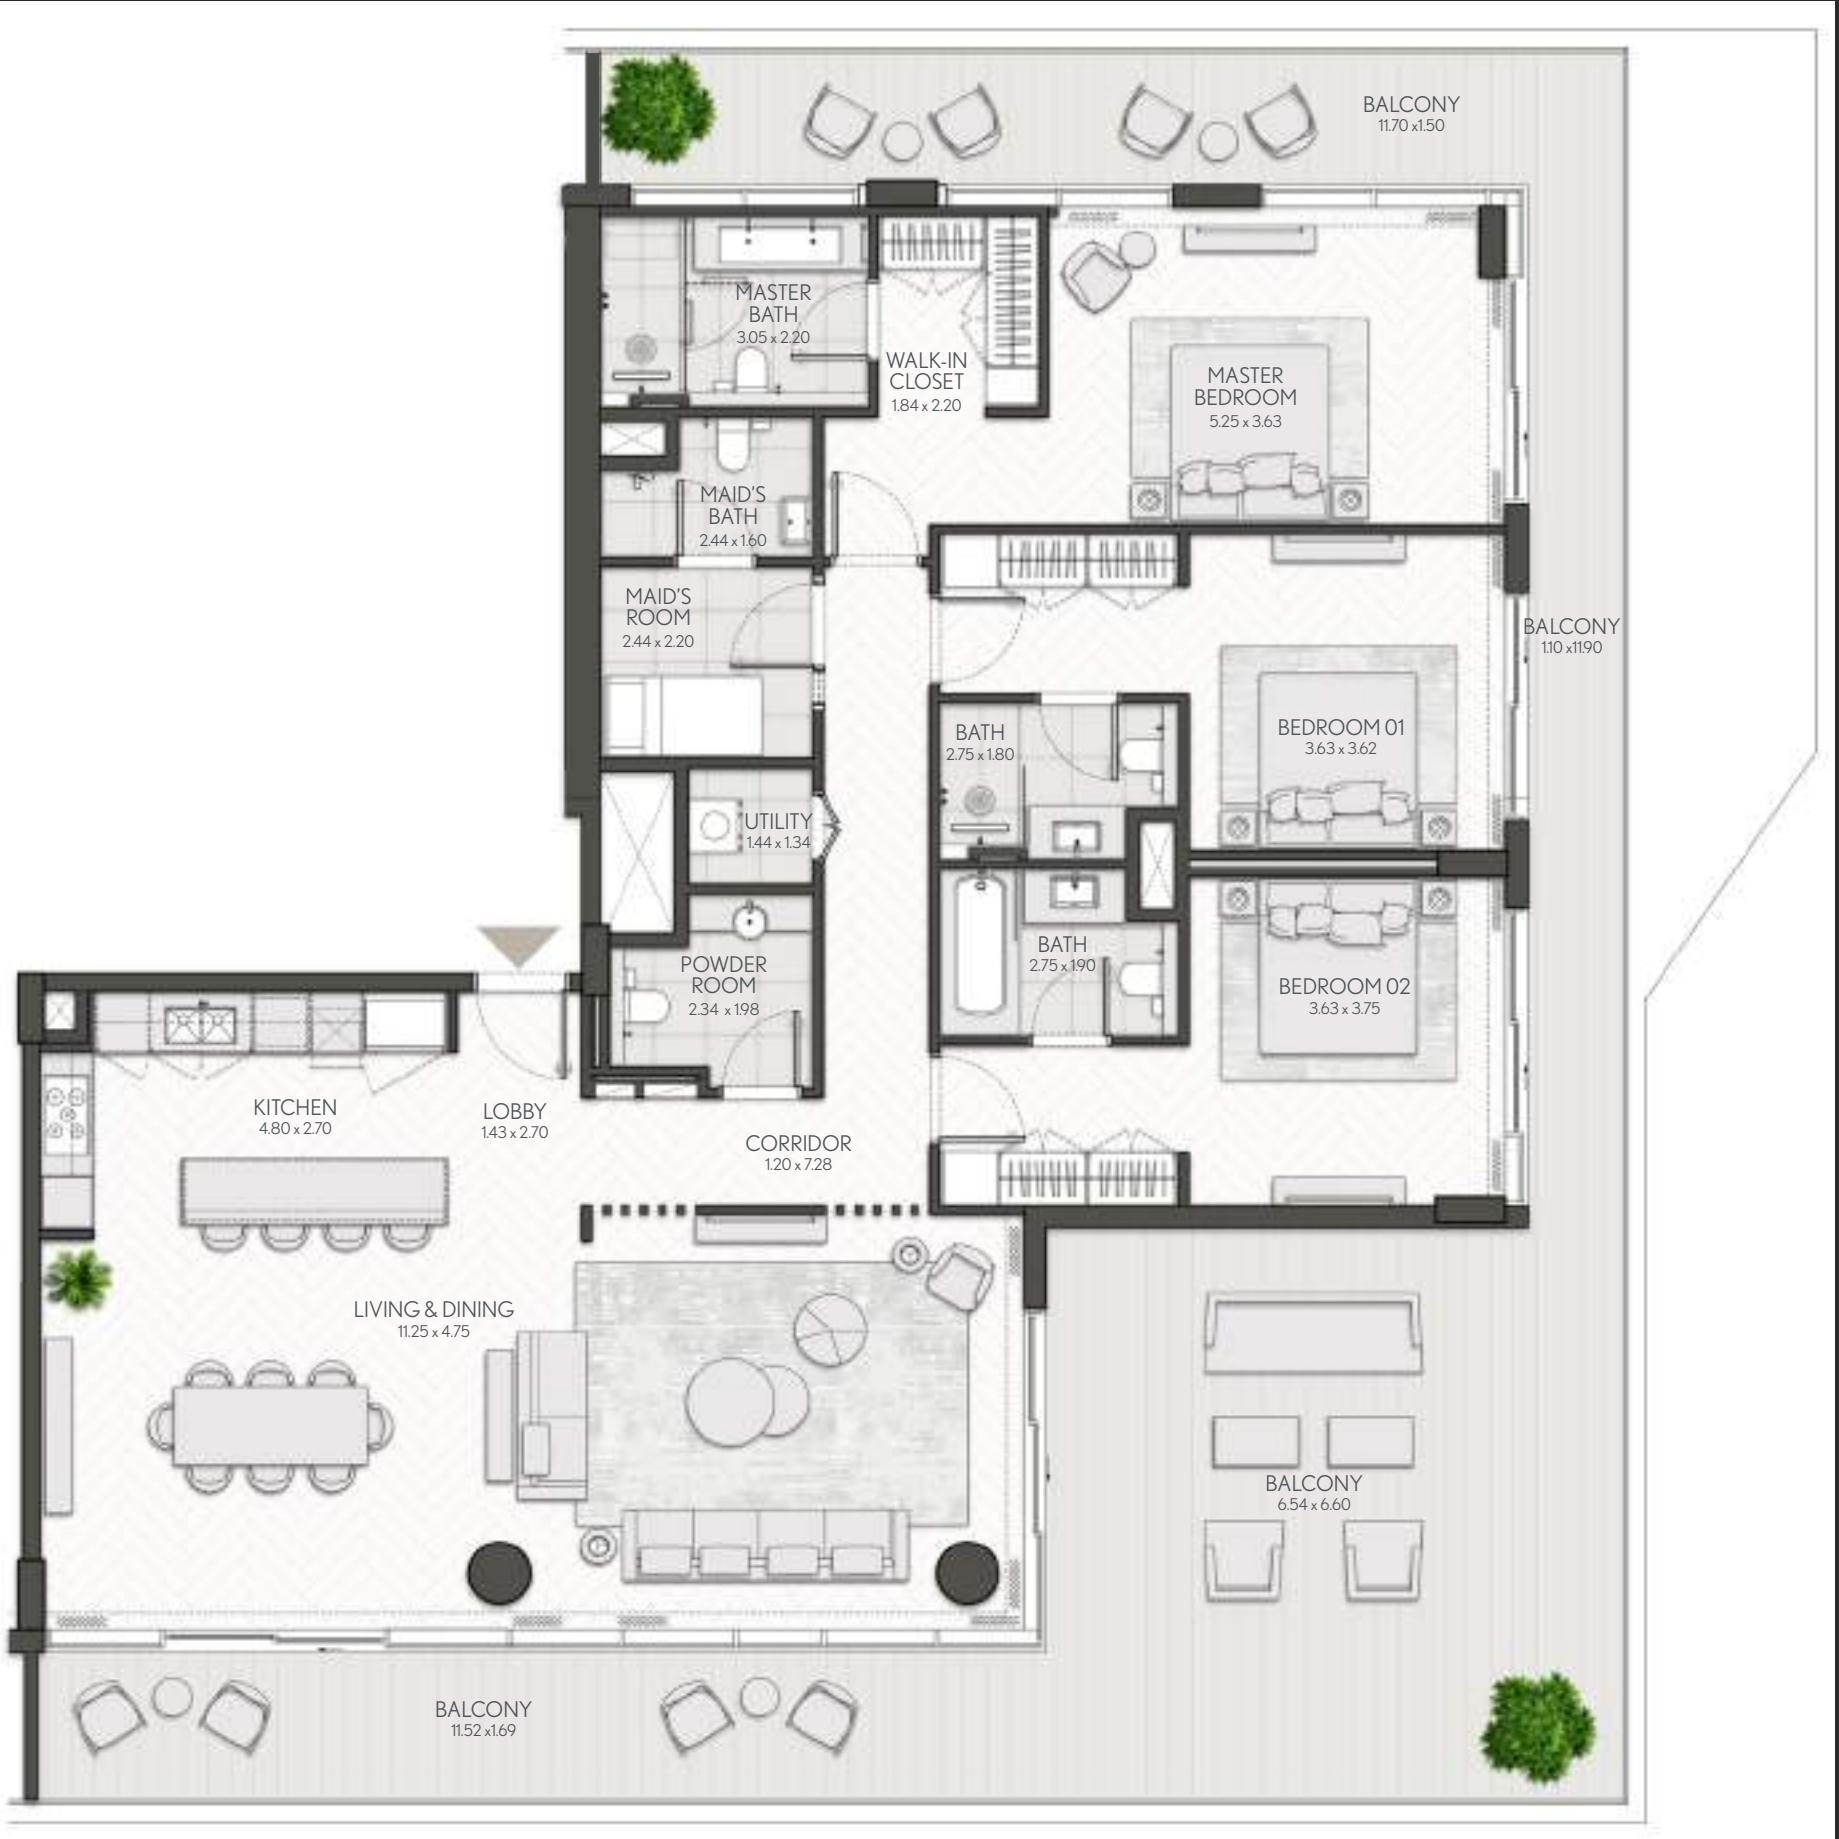 BALCONY
11.70 x1.50
MASTER
BATH
3.05 x 2.20
WALK-IN
CLOSET
1.84 x 2.20
MASTER
BEDROOM
5.25 x 3.63
MAID'S
BATH
2.44 x 1.60
MAID'S
ROOM
2.44 x 2.20
BALCONY
1.10 x11.90
BATH
2.75 x 1.80
BEDROOM 01
3.63 x 3.62
UTILITY
1.44 x 1.34
POWDER
ROOM
2.34 x 1.98
BATH
2.75 x 1.90
BEDROOM 02
3.63 x 3.75
KITCHEN
4.80 x 2.70
LOBBY
1.43 x 2.70
CORRIDOR
1.20 x 7.28
LIVING & DINING
11.25 x 4.75
BALCONY
6.54 x 6.60
BALCONY
11.52 x1.69